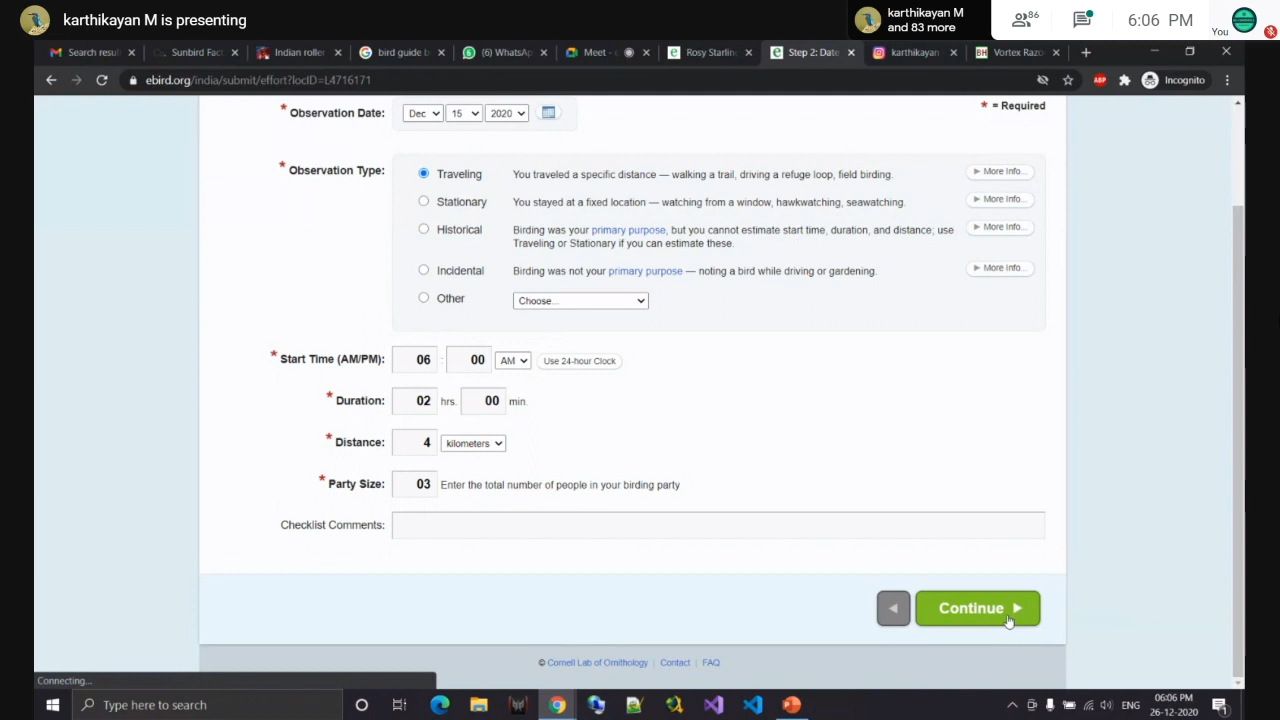 karthikayan M is presenting
karthikayan M
and 83 more
86
6:06 PM
You
Search resul
Sunbird Fact
Indian roller
bird guide b
(6) WhatsAp
Meet -
Rosy Starlin
Step 2: Date
karthikayan
Vortex Razo
ebird.org/india/submit/effort?locID=L4716171
ABP
Incognito
* Observation Date:
Dec
15
2020
* = Required
* Observation Type:
Traveling
You traveled a specific distance — walking a trail, driving a refuge loop, field birding.
More Info...
Stationary
You stayed at a fixed location — watching from a window, hawkwatching, seawatching.
More Info...
Historical
Birding was your primary purpose, but you cannot estimate start time, duration, and distance; use
Traveling or Stationary if you can estimate these.
More Info...
Incidental
Birding was not your primary purpose — noting a bird while driving or gardening.
More Info...
Other
Choose...
* Start Time (AM/PM):
06 : 00
AM
Use 24-hour Clock
* Duration:
02 hrs. 00 min.
* Distance:
4
kilometers
* Party Size:
03
Enter the total number of people in your birding party
Checklist Comments:
Continue
© Cornell Lab of Ornithology | Contact | FAQ
Connecting...
Type here to search
ENG
06:06 PM
26-12-2020
1